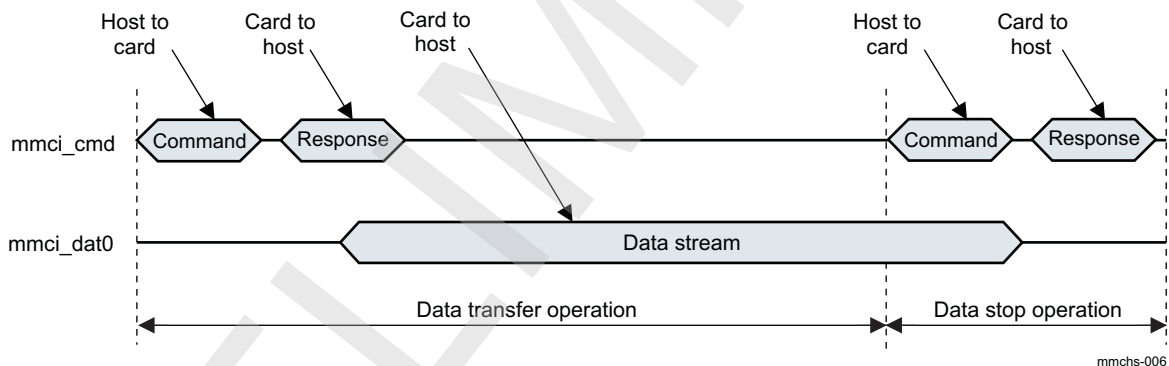 Host to
card
Card to
host
Card to
host
Host to
card
Card to
host
mmci_cmd
Command
Response
Command
Response
mmci_dat0
Data stream
Data transfer operation
Data stop operation
mmchs-006